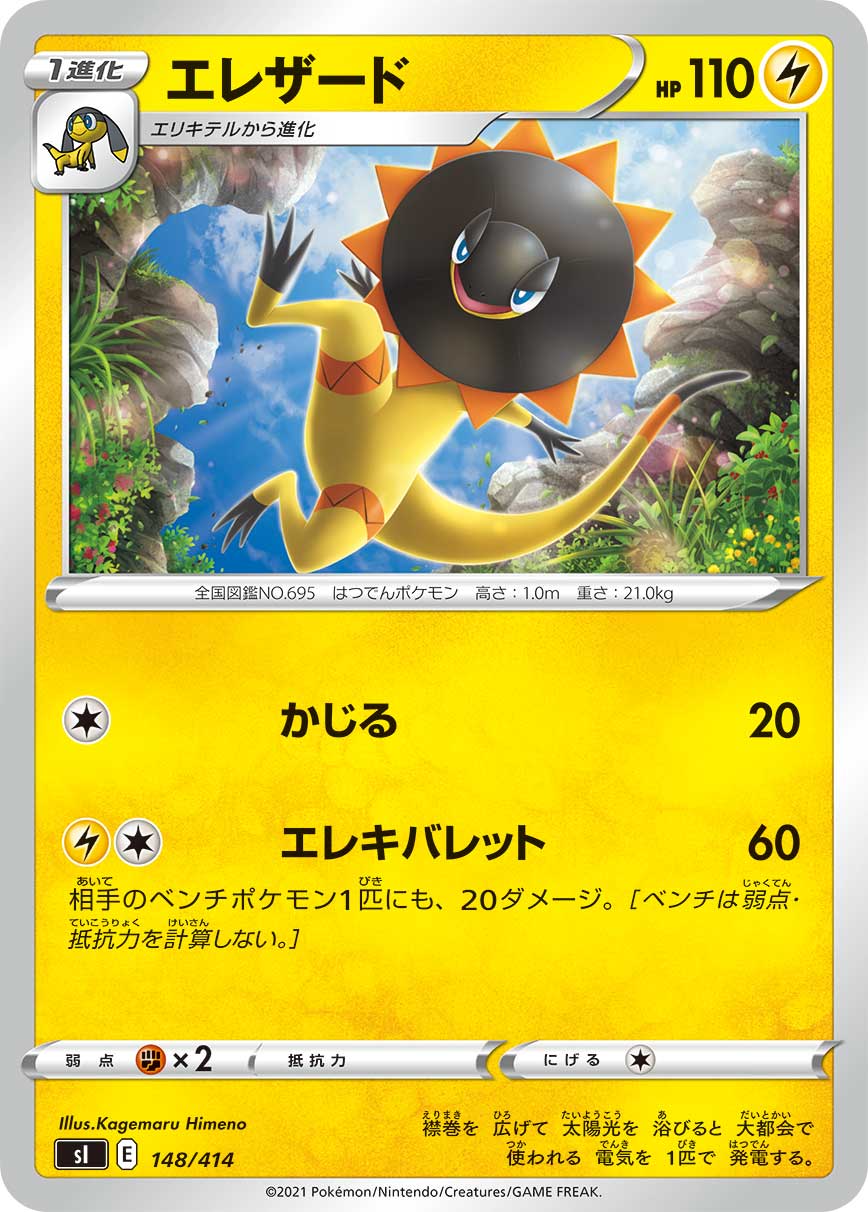 1進化
エレザード
HP 110
エリキテルから進化
全国図鑑NO.695 はつでんポケモン 高さ:1.0m 重さ:21.0kg
かじる 20
エレキバレット 60
相手のベンチポケモン1匹にも、20ダメージ。[ベンチは弱点・
抵抗力を計算しない。]
弱点 ×2 抵抗力 にげる
Illus.Kagemaru Himeno
襟巻を 広げて 太陽光を 浴びると 大都会で
使われる 電気を 1匹で 発電する。
sI E 148/414
©2021 Pokémon/Nintendo/Creatures/GAME FREAK.